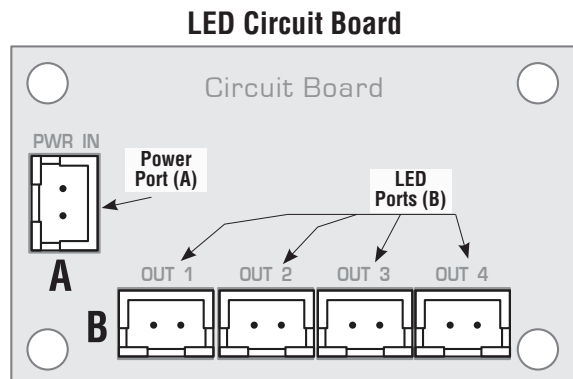 LED Circuit Board
Circuit Board
PWR IN
Power
Port (A)
LED
Ports (B)
A
OUT 1 OUT 2 OUT 3 OUT 4
B